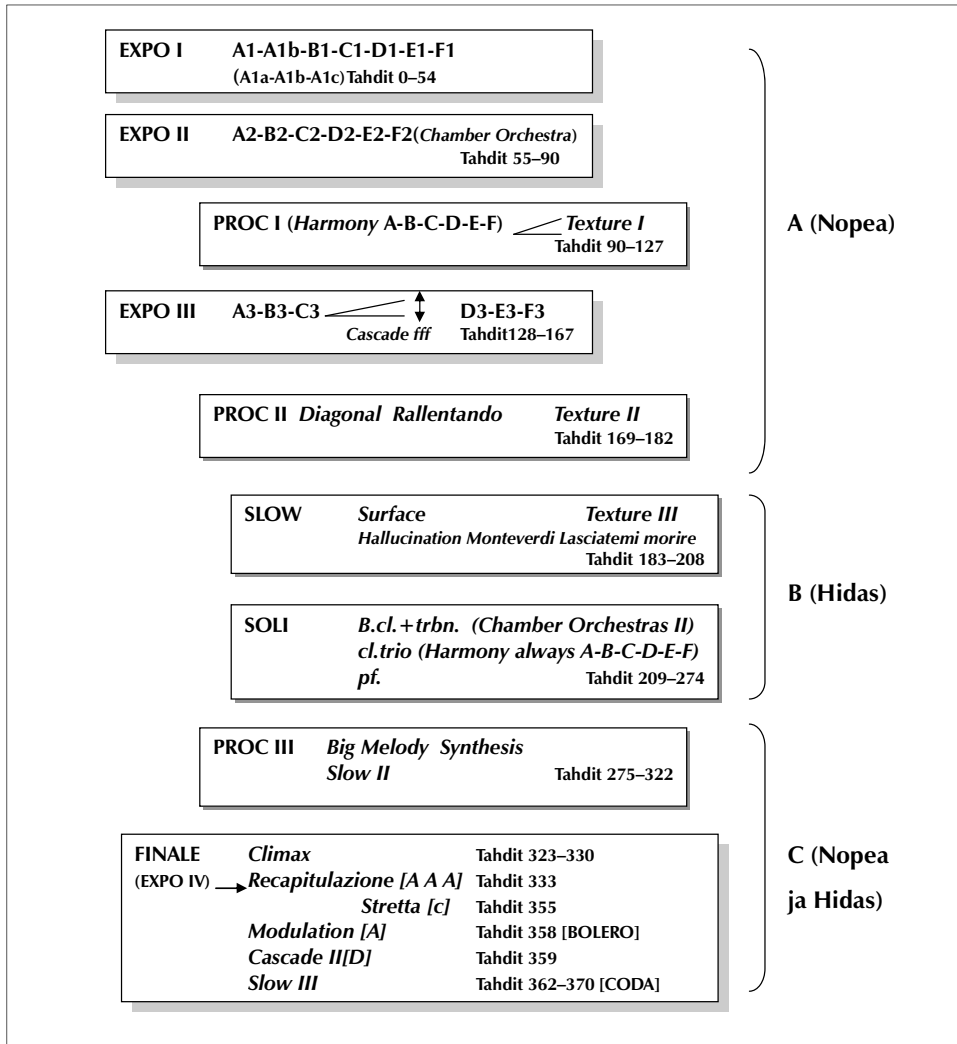 EXPO I A1-A1b-B1-C1-D1-E1-F1
(A1a-A1b-A1c)Tahdit 0–54
EXPO II A2-B2-C2-D2-E2-F2(Chamber Orchestra)
Tahdit 55–90
PROC I (Harmony A-B-C-D-E-F) Texture I
Tahdit 90–127
EXPO III A3-B3-C3 D3-E3-F3
Cascade fff Tahdit128–167
PROC II Diagonal Rallentando Texture II
Tahdit 169–182
A (Nopea)
SLOW Surface Texture III
Hallucination Monteverdi Lasciatemi morire
Tahdit 183–208
SOLI B.cl.+trbn. (Chamber Orchestras II)
cl.trio (Harmony always A-B-C-D-E-F)
pf. Tahdit 209–274
B (Hidas)
PROC III Big Melody Synthesis
Slow II Tahdit 275–322
FINALE Climax Tahdit 323–330
(EXPO IV) Recapitulazione [A A A] Tahdit 333
Stretta [c] Tahdit 355
Modulation [A] Tahdit 358 [BOLERO]
Cascade II[D] Tahdit 359
Slow III Tahdit 362–370 [CODA]
C (Nopea
ja Hidas)